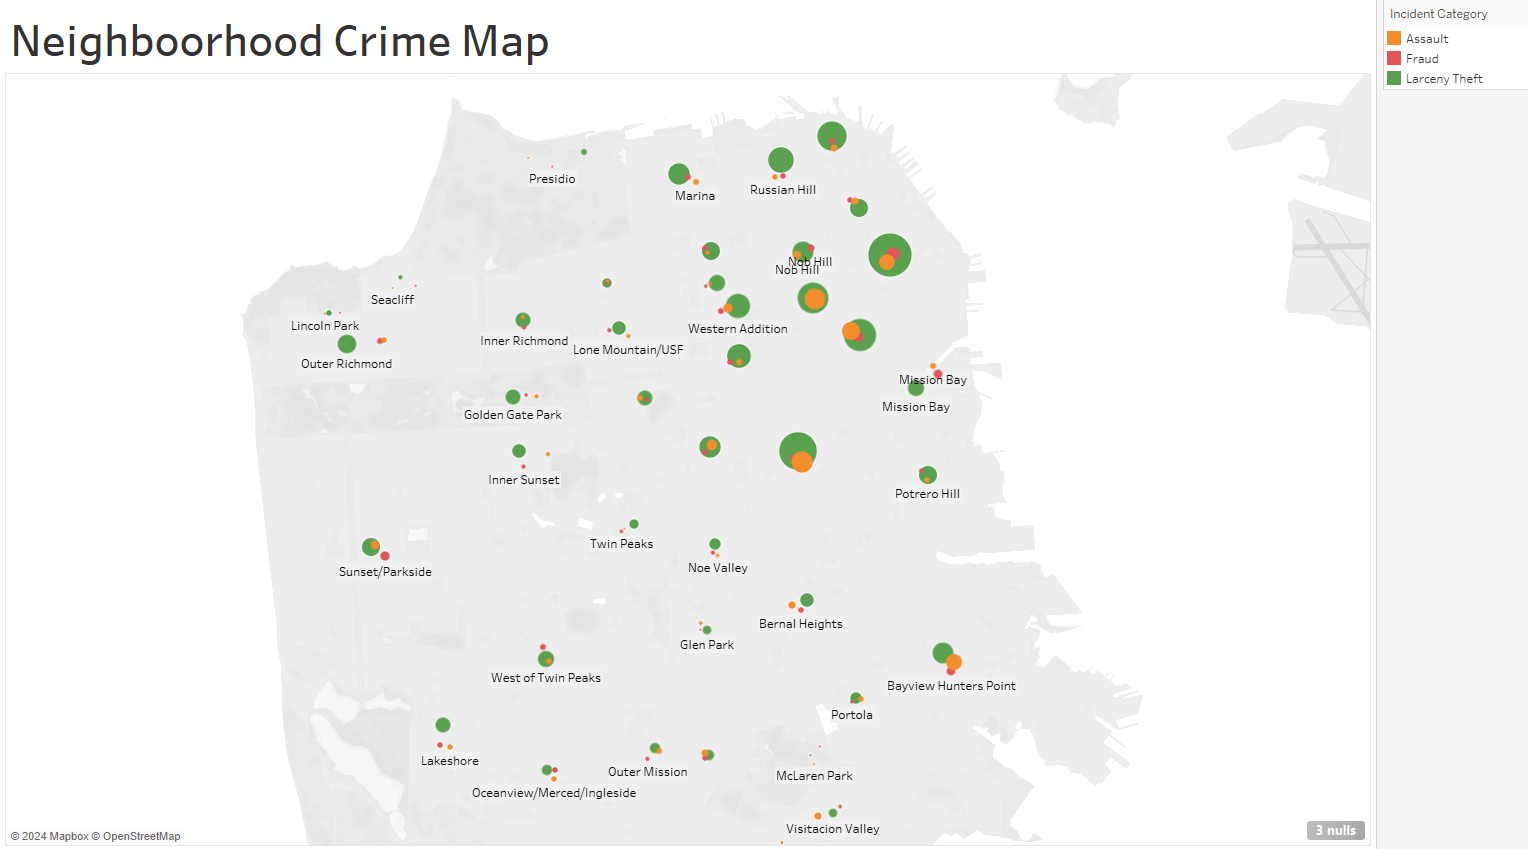 Neighboorhood Crime Map
Incident Category
Assault
Fraud
Larceny Theft
Presidio
Marina
Russian Hill
Nob Hill
Nob Hill
Seacliff
Lincoln Park
Outer Richmond
Inner Richmond
Lone Mountain/USF
Western Addition
Mission Bay
Mission Bay
Golden Gate Park
Inner Sunset
Potrero Hill
Twin Peaks
Noe Valley
Sunset/Parkside
Bernal Heights
Glen Park
West of Twin Peaks
Bayview Hunters Point
Portola
Lakeshore
Outer Mission
McLaren Park
Oceanview/Merced/Ingleside
Visitacion Valley
© 2024 Mapbox © OpenStreetMap
3 nulls